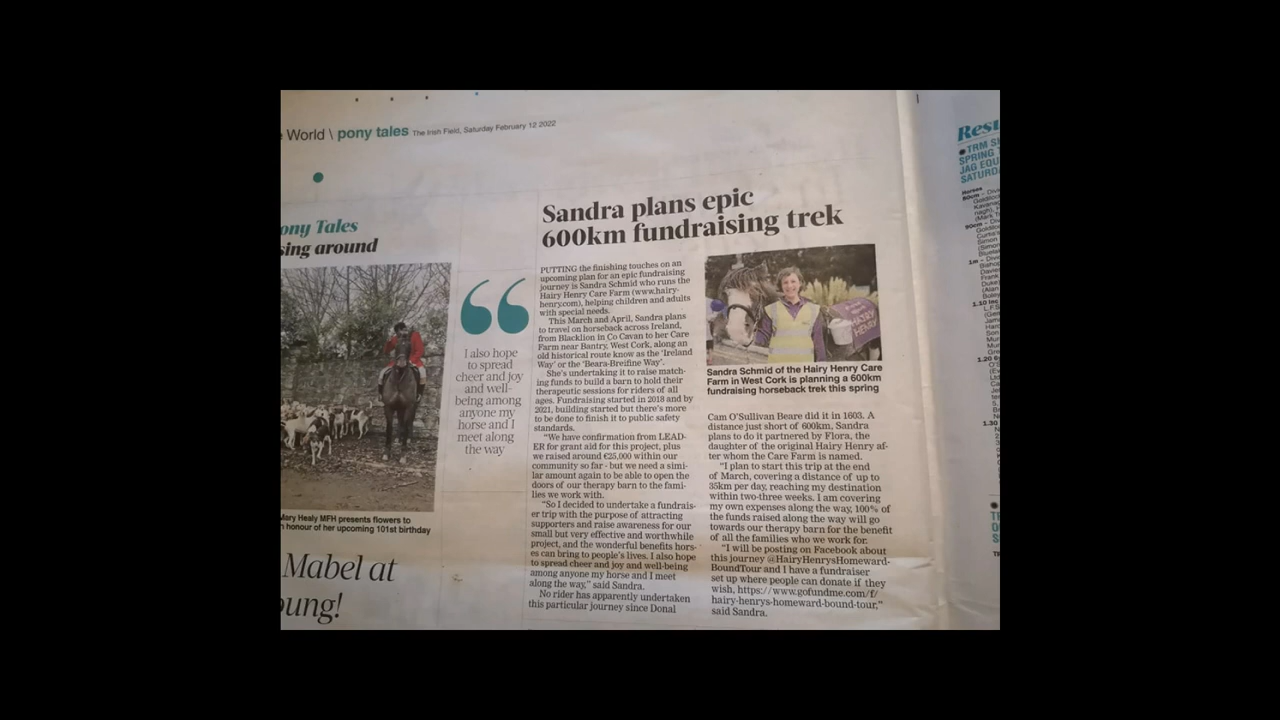 World \ pony tales The Irish Field, Saturday February 12 2022
ony Tales
sing around
Mary Healy MFH presents flowers to
honour of her upcoming 101st birthday
Mabel at
oung!
I also hope
to spread
cheer and joy
and well-
being among
anyone my
horse and I
meet along
the way
Sandra plans epic
600km fundraising trek
PUTTING the finishing touches on an
upcoming plan for an epic fundraising
journey is Sandra Schmid who runs the
Hairy Henry Care Farm (www.hairy-
henry.com), helping children and adults
with special needs.
This March and April, Sandra plans
to travel on horseback across Ireland,
from Blacklion in Co Cavan to her Care
Farm near Bantry, West Cork, along an
old historical route know as the 'Ireland
Way' or the 'Beara-Breifine Way'.
She's undertaking it to raise match-
ing funds to build a barn to hold their
therapeutic sessions for riders of all
ages. Fundraising started in 2018 and by
2021, building started but there's more
to be done to finish it to public safety
standards.
"We have confirmation from LEAD-
ER for grant aid for this project, plus
we raised around €25,000 within our
community so far - but we need a simi-
lar amount again to be able to open the
doors of our therapy barn to the fami-
lies we work with.
"So I decided to undertake a fundrais-
er trip with the purpose of attracting
supporters and raise awareness for our
small but very effective and worthwhile
project, and the wonderful benefits hors-
es can bring to people's lives. I also hope
to spread cheer and joy and well-being
among anyone my horse and I meet
along the way," said Sandra.
No rider has apparently undertaken
this particular journey since Donal
HAIRY
HENRY
Sandra Schmid of the Hairy Henry Care
Farm in West Cork is planning a 600km
fundraising horseback trek this spring
Cam O'Sullivan Beare did it in 1603. A
distance just short of 600km, Sandra
plans to do it partnered by Flora, the
daughter of the original Hairy Henry af-
ter whom the Care Farm is named.
"I plan to start this trip at the end
of March, covering a distance of up to
35km per day, reaching my destination
within two-three weeks. I am covering
my own expenses along the way, 100% of
the funds raised along the way will go
towards our therapy barn for the benefit
of all the families who we work for.
"I will be posting on Facebook about
this journey @HairyHenrysHomeward-
BoundTour and I have a fundraiser
set up where people can donate if they
wish, https://www.gofundme.com/f/
hairy-henrys-homeward-bound-tour,"
said Sandra.
Rest
TRM S
SPRING
JAG EQU
SATURD
Horses